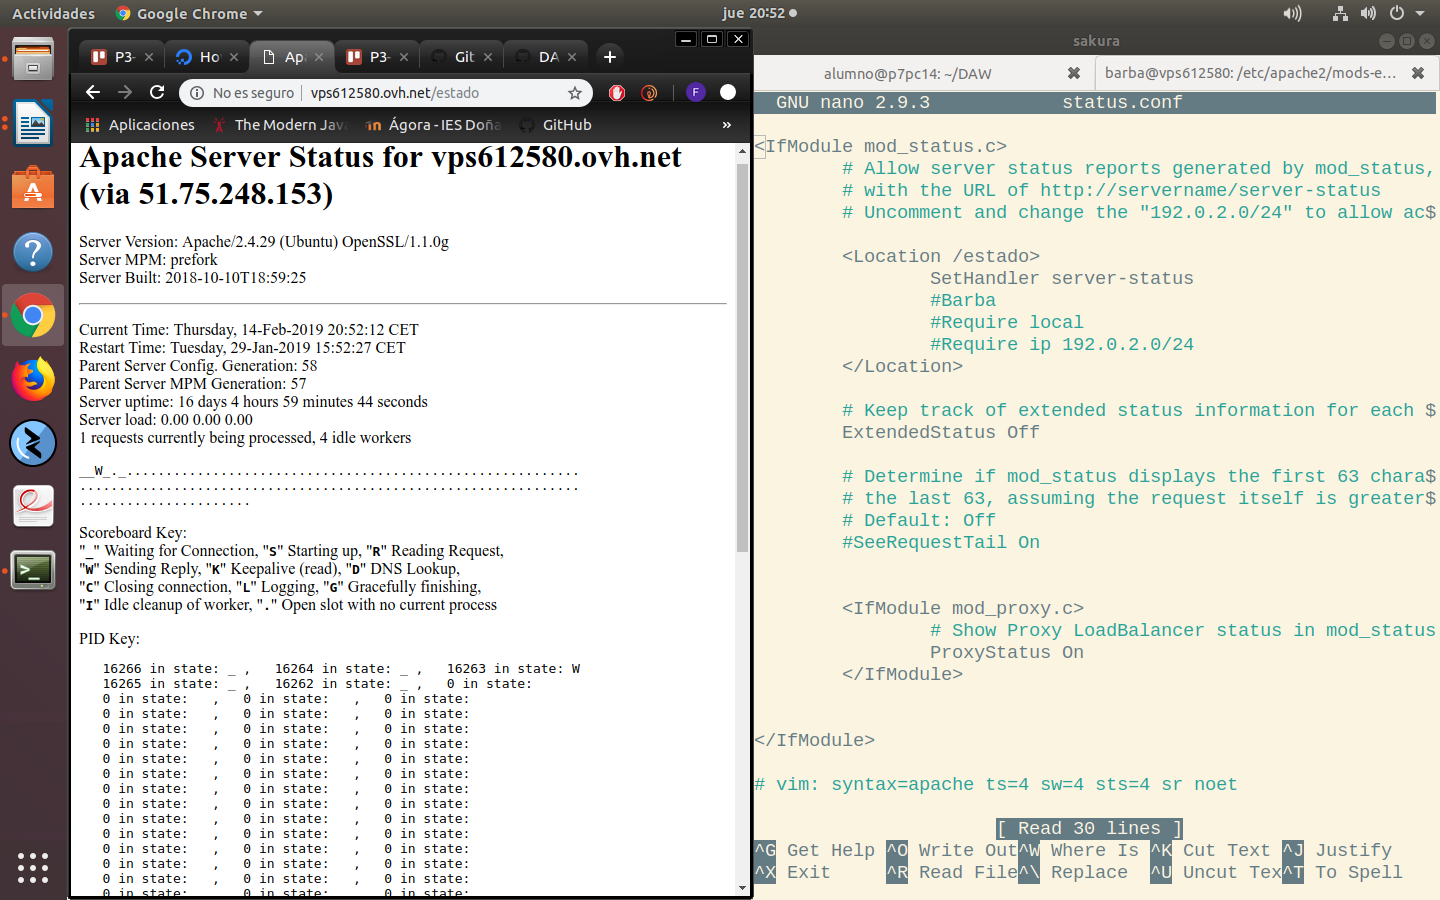 Actividades
Google Chrome
jue 20:52
P3-
Ho
Ap
P3-
Git
DA
No es seguro
vps612580.ovh.net/estado
F
Aplicaciones
The Modern Jav
Ágora - IES Doña
GitHub
»
Apache Server Status for vps612580.ovh.net
(via 51.75.248.153)
Server Version: Apache/2.4.29 (Ubuntu) OpenSSL/1.1.0g
Server MPM: prefork
Server Built: 2018-10-10T18:59:25
Current Time: Thursday, 14-Feb-2019 20:52:12 CET
Restart Time: Tuesday, 29-Jan-2019 15:52:27 CET
Parent Server Config. Generation: 58
Parent Server MPM Generation: 57
Server uptime: 16 days 4 hours 59 minutes 44 seconds
Server load: 0.00 0.00 0.00
1 requests currently being processed, 4 idle workers
__W_._..........................................................
................................................................
......................
Scoreboard Key:
"_" Waiting for Connection, "S" Starting up, "R" Reading Request,
"W" Sending Reply, "K" Keepalive (read), "D" DNS Lookup,
"C" Closing connection, "L" Logging, "G" Gracefully finishing,
"I" Idle cleanup of worker, "." Open slot with no current process
PID Key:
16266 in state: _ ,   16264 in state: _ ,   16263 in state: W
16265 in state: _ ,   16262 in state: _ ,   0 in state:
0 in state:   ,   0 in state:   ,   0 in state:
0 in state:   ,   0 in state:   ,   0 in state:
0 in state:   ,   0 in state:   ,   0 in state:
0 in state:   ,   0 in state:   ,   0 in state:
0 in state:   ,   0 in state:   ,   0 in state:
0 in state:   ,   0 in state:   ,   0 in state:
0 in state:   ,   0 in state:   ,   0 in state:
0 in state:   ,   0 in state:   ,   0 in state:
0 in state:   ,   0 in state:   ,   0 in state:
0 in state:   ,   0 in state:   ,   0 in state:
0 in state:   ,   0 in state:   ,   0 in state:
0 in state:   ,   0 in state:   ,   0 in state:
0 in state:   ,   0 in state:   ,   0 in state:
0 in state:   ,   0 in state:   ,   0 in state:
sakura
alumno@p7pc14: ~/DAW
barba@vps612580: /etc/apache2/mods-e...
GNU nano 2.9.3 status.conf
<IfModule mod_status.c>
# Allow server status reports generated by mod_status,
# with the URL of http://servername/server-status
# Uncomment and change the "192.0.2.0/24" to allow ac$
<Location /estado>
SetHandler server-status
#Barba
#Require local
#Require ip 192.0.2.0/24
</Location>
# Keep track of extended status information for each $
ExtendedStatus Off
# Determine if mod_status displays the first 63 chara$
# the last 63, assuming the request itself is greater$
# Default: Off
#SeeRequestTail On
<IfModule mod_proxy.c>
# Show Proxy LoadBalancer status in mod_status
ProxyStatus On
</IfModule>
</IfModule>
# vim: syntax=apache ts=4 sw=4 sts=4 sr noet
[ Read 30 lines ]
^G Get Help ^O Write Out ^W Where Is ^K Cut Text ^J Justify
^X Exit ^R Read File ^\ Replace ^U Uncut Tex ^T To Spell